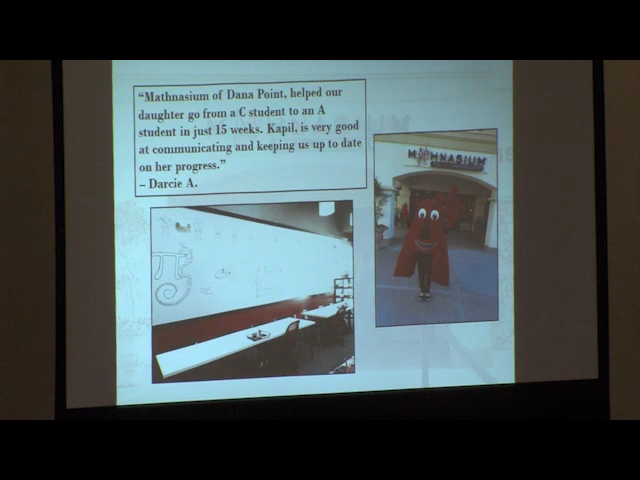 “Mathnasium of Dana Point, helped our
daughter go from a C student to an A
student in just 15 weeks. Kapil, is very good
at communicating and keeping us up to date
on her progress.”
– Darcie A.
MATHNASIUM
π